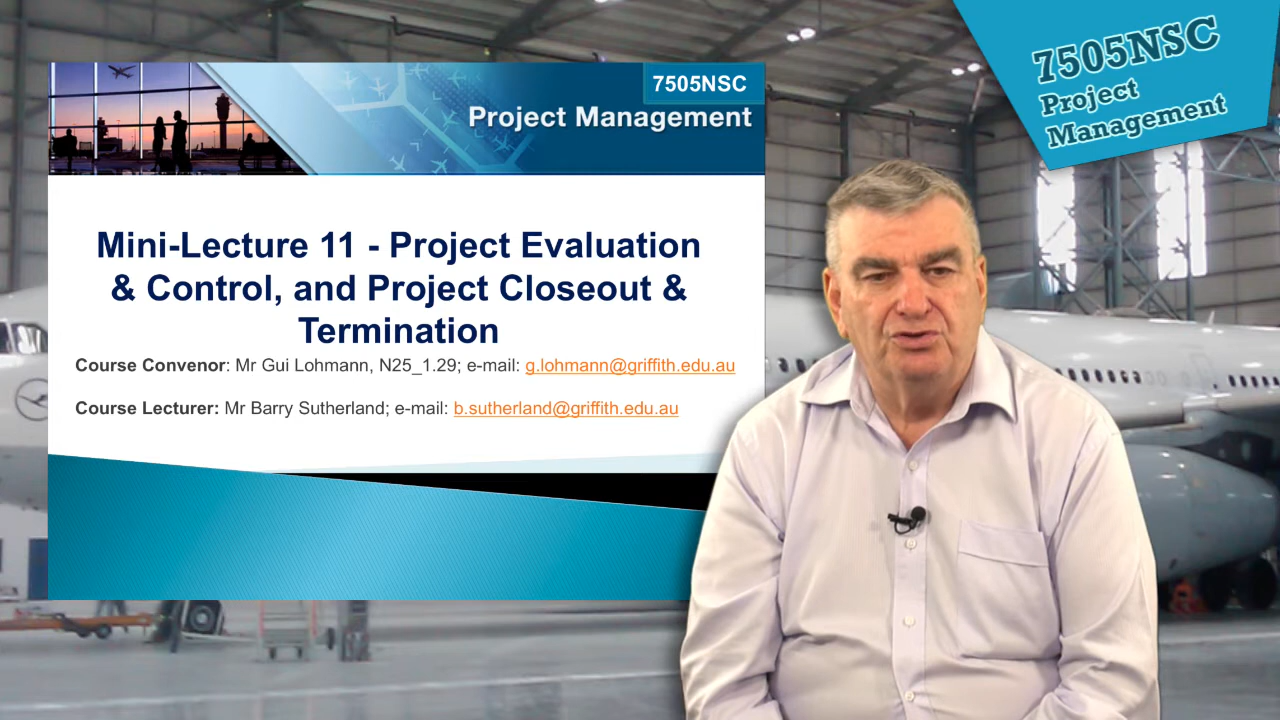 7505NSC
Project Management
Mini-Lecture 11 - Project Evaluation
& Control, and Project Closeout &
Termination
Course Convenor: Mr Gui Lohmann, N25_1.29; e-mail: g.lohmann@griffith.edu.au
Course Lecturer: Mr Barry Sutherland; e-mail: b.sutherland@griffith.edu.au
7505NSC
Project
Management